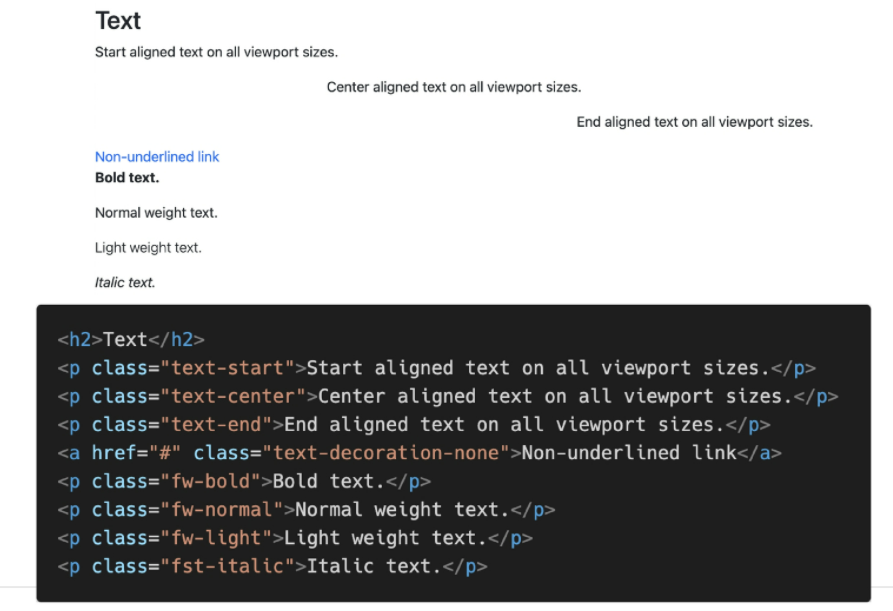 Text
Start aligned text on all viewport sizes.
Center aligned text on all viewport sizes.
End aligned text on all viewport sizes.
Non-underlined link
Bold text.
Normal weight text.
Light weight text.
Italic text.
<h2>Text</h2>
<p class="text-start">Start aligned text on all viewport sizes.</p>
<p class="text-center">Center aligned text on all viewport sizes.</p>
<p class="text-end">End aligned text on all viewport sizes.</p>
<a href="#" class="text-decoration-none">Non-underlined link</a>
<p class="fw-bold">Bold text.</p>
<p class="fw-normal">Normal weight text.</p>
<p class="fw-light">Light weight text.</p>
<p class="fst-italic">Italic text.</p>